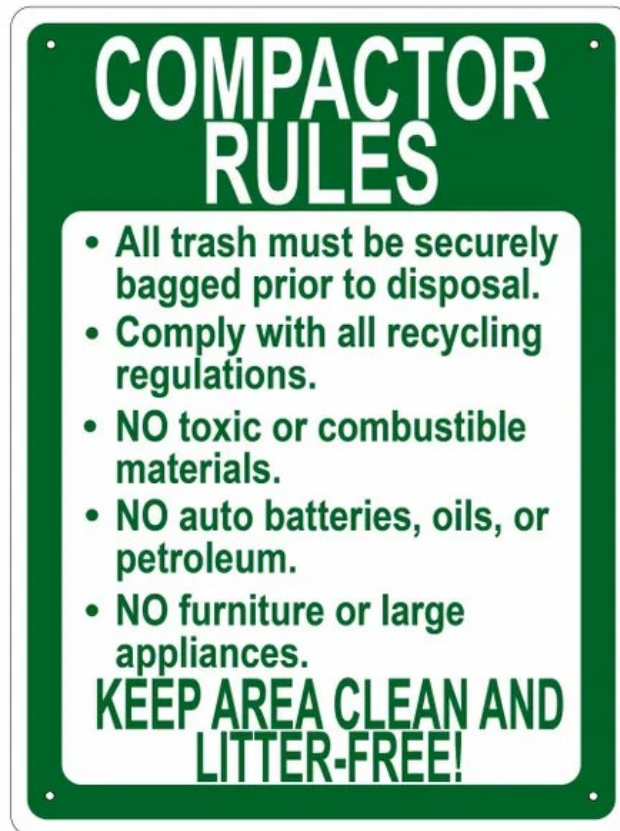 COMPACTOR
RULES
• All trash must be securely
bagged prior to disposal.
• Comply with all recycling
regulations.
• NO toxic or combustible
materials.
• NO auto batteries, oils, or
petroleum.
• NO furniture or large
appliances.
KEEP AREA CLEAN AND
LITTER-FREE!